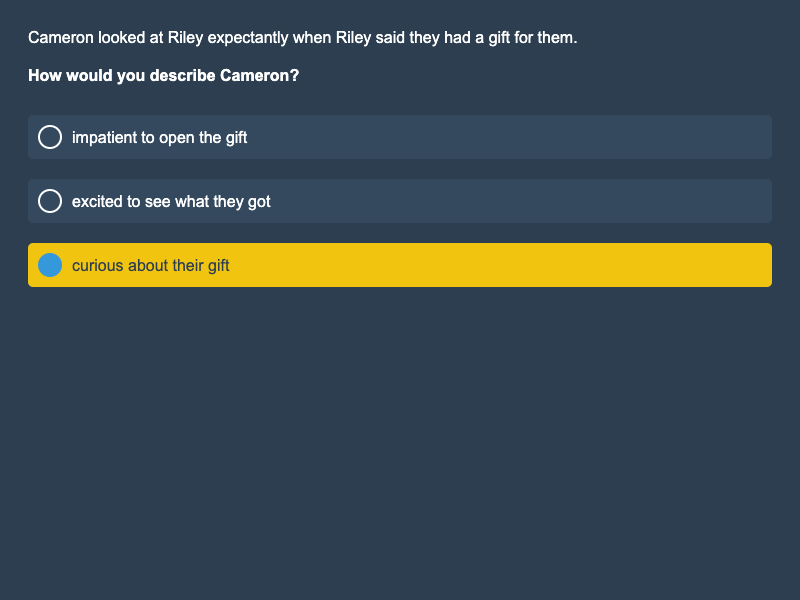 Cameron looked at Riley expectantly when Riley said they had a gift for them.
How would you describe Cameron?
impatient to open the gift
excited to see what they got
curious about their gift